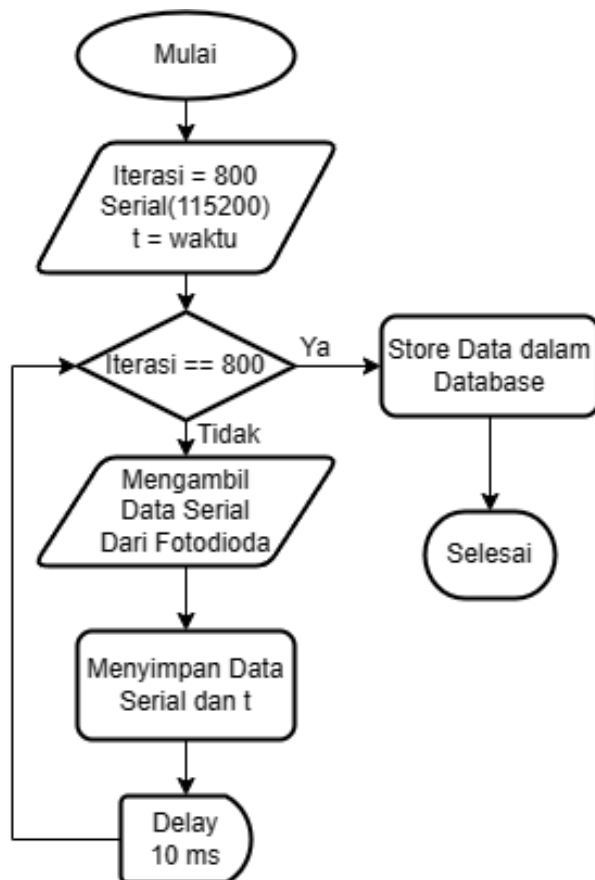 Mulai
Iterasi = 800
Serial(115200)
t = waktu
Iterasi == 800
Ya
Store Data dalam
Database
Tidak
Mengambil
Data Serial
Dari Fotodioda
Selesai
Menyimpan Data
Serial dan t
Delay
10 ms